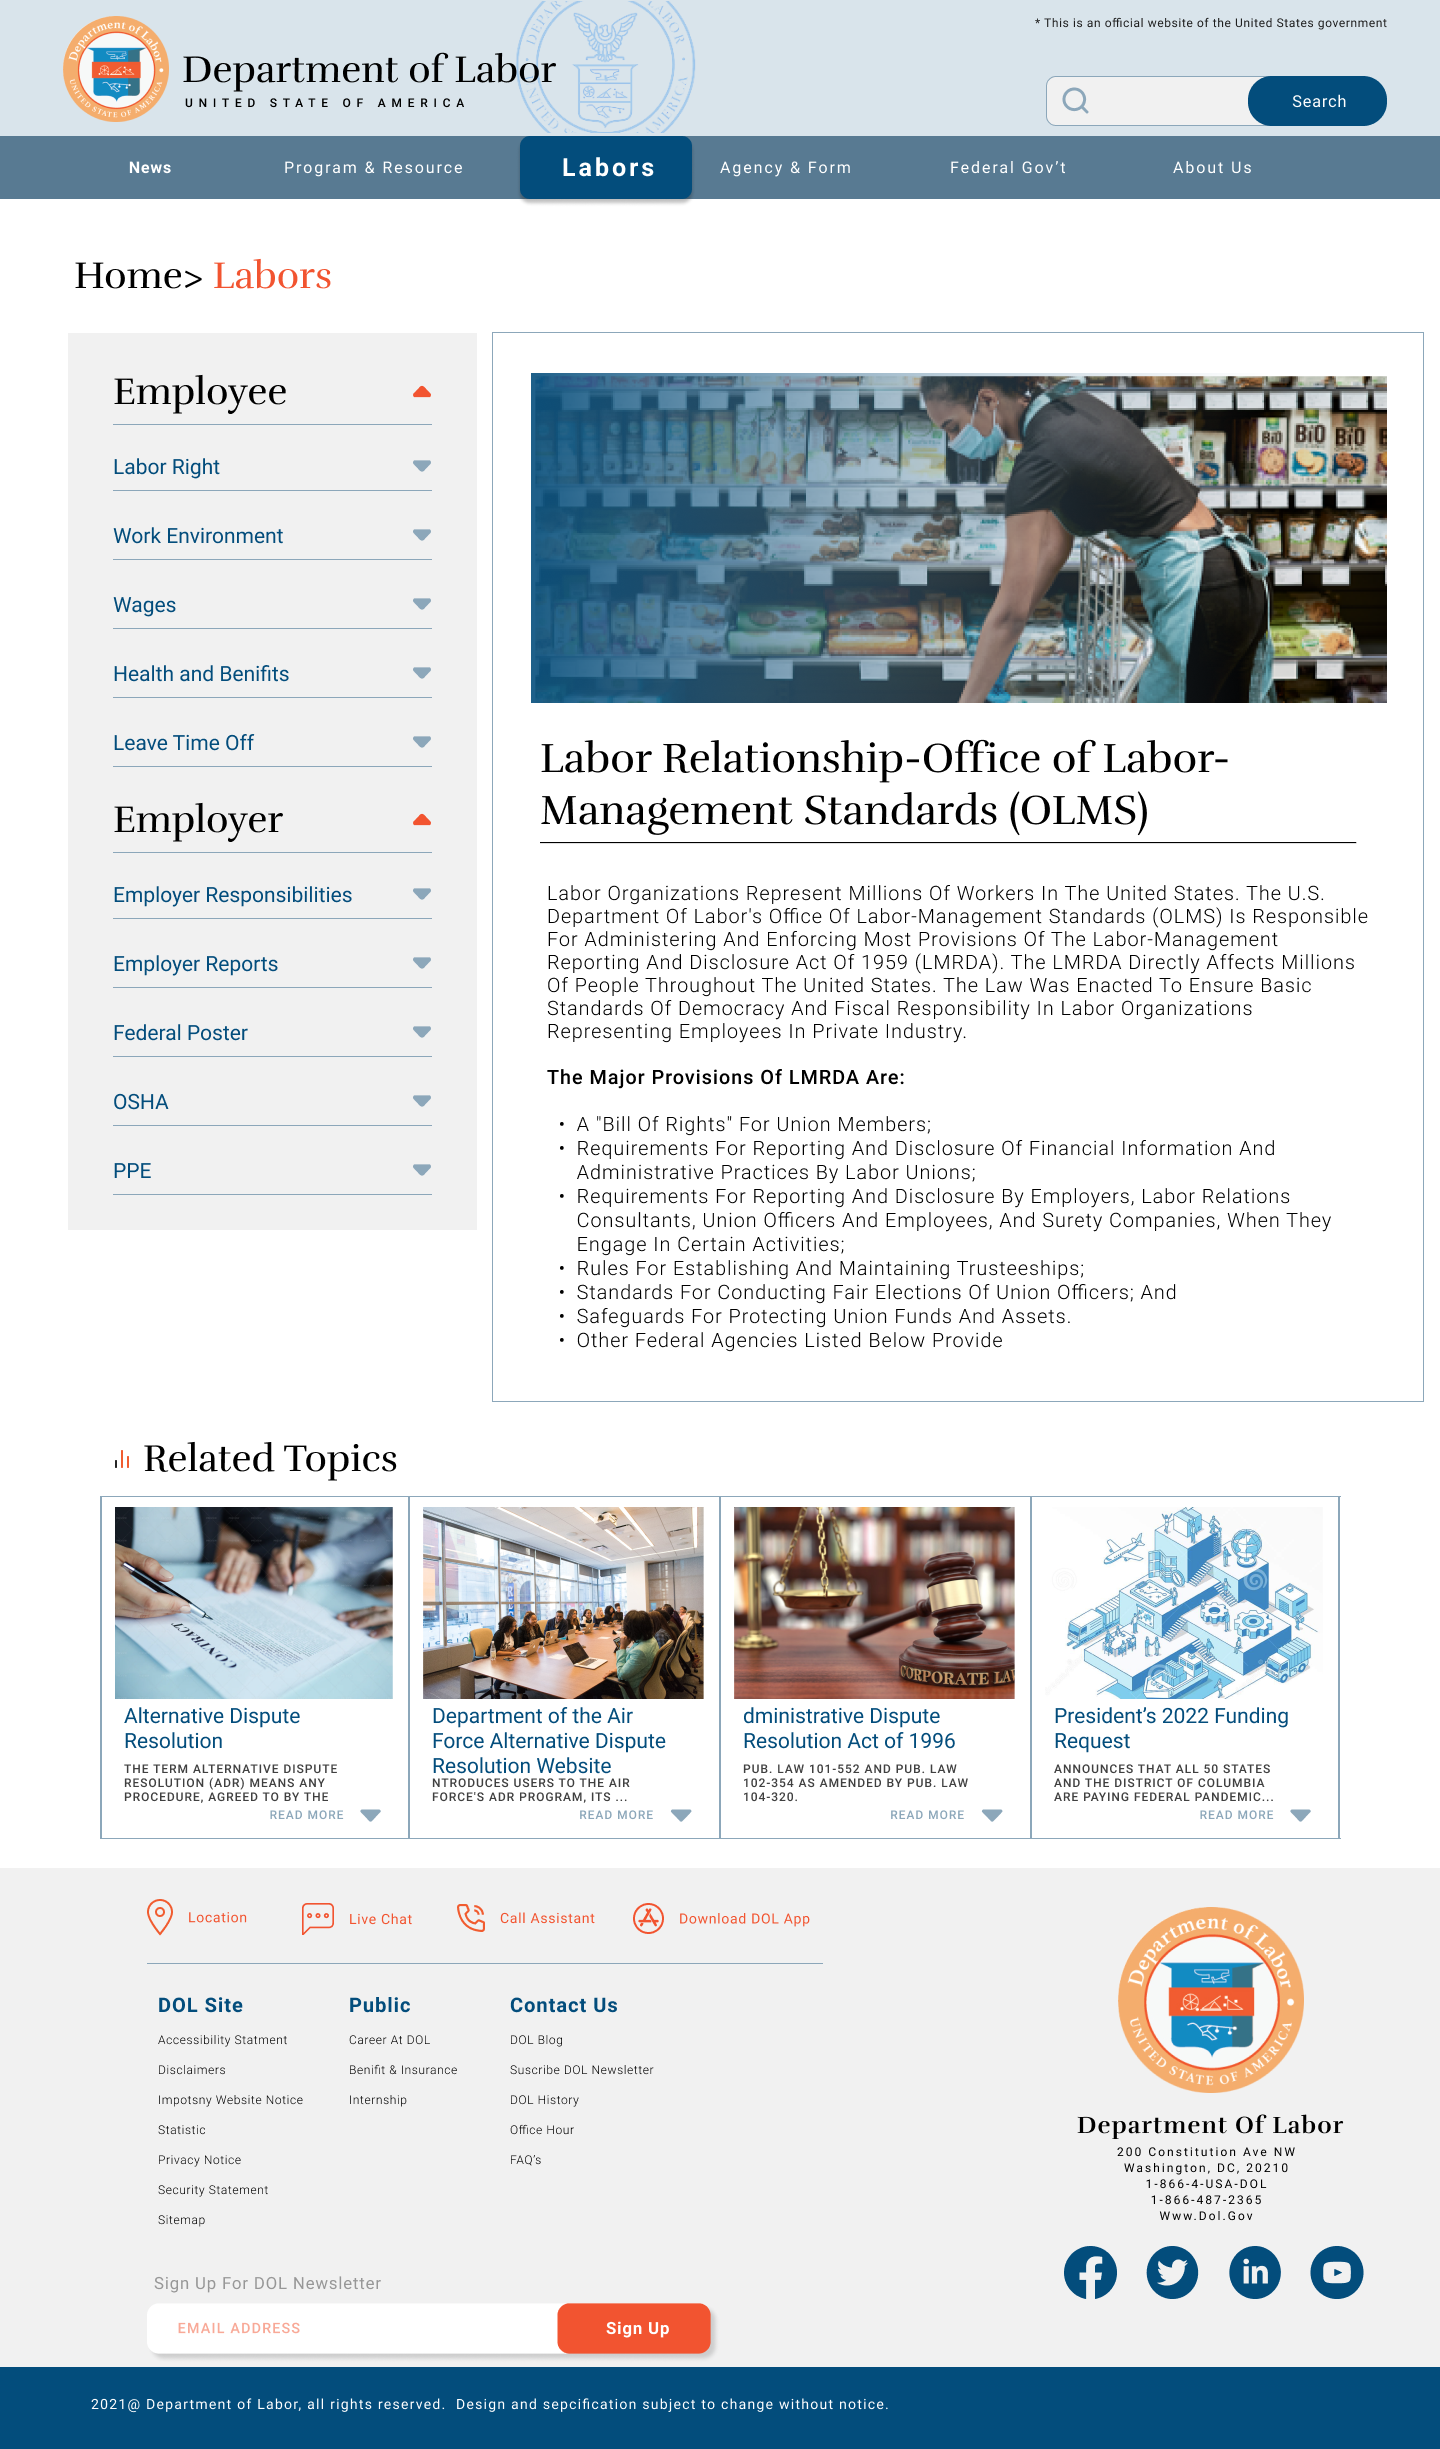 * This is an official website of the United States government
Department of Labor
UNITED STATE OF AMERICA
Department of Labor
UNITED STATE OF AMERICA
Search
News
Program & Resource
Labors
Agency & Form
Federal Gov’t
About Us
Home> Labors
Employee
Labor Right
Work Environment
Wages
Health and Benifits
Leave Time Off
Employer
Employer Responsibilities
Employer Reports
Federal Poster
OSHA
PPE
BiO
BiO
BiO
Labor Relationship-Office of Labor-
Management Standards (OLMS)
Labor Organizations Represent Millions Of Workers In The United States. The U.S.
Department Of Labor's Office Of Labor-Management Standards (OLMS) Is Responsible
For Administering And Enforcing Most Provisions Of The Labor-Management
Reporting And Disclosure Act Of 1959 (LMRDA). The LMRDA Directly Affects Millions
Of People Throughout The United States. The Law Was Enacted To Ensure Basic
Standards Of Democracy And Fiscal Responsibility In Labor Organizations
Representing Employees In Private Industry.
The Major Provisions Of LMRDA Are:
• A "Bill Of Rights" For Union Members;
• Requirements For Reporting And Disclosure Of Financial Information And
Administrative Practices By Labor Unions;
• Requirements For Reporting And Disclosure By Employers, Labor Relations
Consultants, Union Officers And Employees, And Surety Companies, When They
Engage In Certain Activities;
• Rules For Establishing And Maintaining Trusteeships;
• Standards For Conducting Fair Elections Of Union Officers; And
• Safeguards For Protecting Union Funds And Assets.
• Other Federal Agencies Listed Below Provide
Related Topics
CONTRACT
Alternative Dispute
Resolution
THE TERM ALTERNATIVE DISPUTE
RESOLUTION (ADR) MEANS ANY
PROCEDURE, AGREED TO BY THE
READ MORE
Department of the Air
Force Alternative Dispute
Resolution Website
NTRODUCES USERS TO THE AIR
FORCE'S ADR PROGRAM, ITS ...
READ MORE
CORPORATE LAW
dministrative Dispute
Resolution Act of 1996
PUB. LAW 101-552 AND PUB. LAW
102-354 AS AMENDED BY PUB. LAW
104-320.
READ MORE
President’s 2022 Funding
Request
ANNOUNCES THAT ALL 50 STATES
AND THE DISTRICT OF COLUMBIA
ARE PAYING FEDERAL PANDEMIC...
READ MORE
Location
Live Chat
Call Assistant
Download DOL App
DOL Site
Accessibility Statment
Disclaimers
Impotsny Website Notice
Statistic
Privacy Notice
Security Statement
Sitemap
Public
Career At DOL
Benifit & Insurance
Internship
Contact Us
DOL Blog
Suscribe DOL Newsletter
DOL History
Office Hour
FAQ’s
Department of Labor
UNITED STATE OF AMERICA
Department Of Labor
200 Constitution Ave NW
Washington, DC, 20210
1-866-4-USA-DOL
1-866-487-2365
Www.Dol.Gov
Sign Up For DOL Newsletter
EMAIL ADDRESS
Sign Up
2021@ Department of Labor, all rights reserved.  Design and sepcification subject to change without notice.